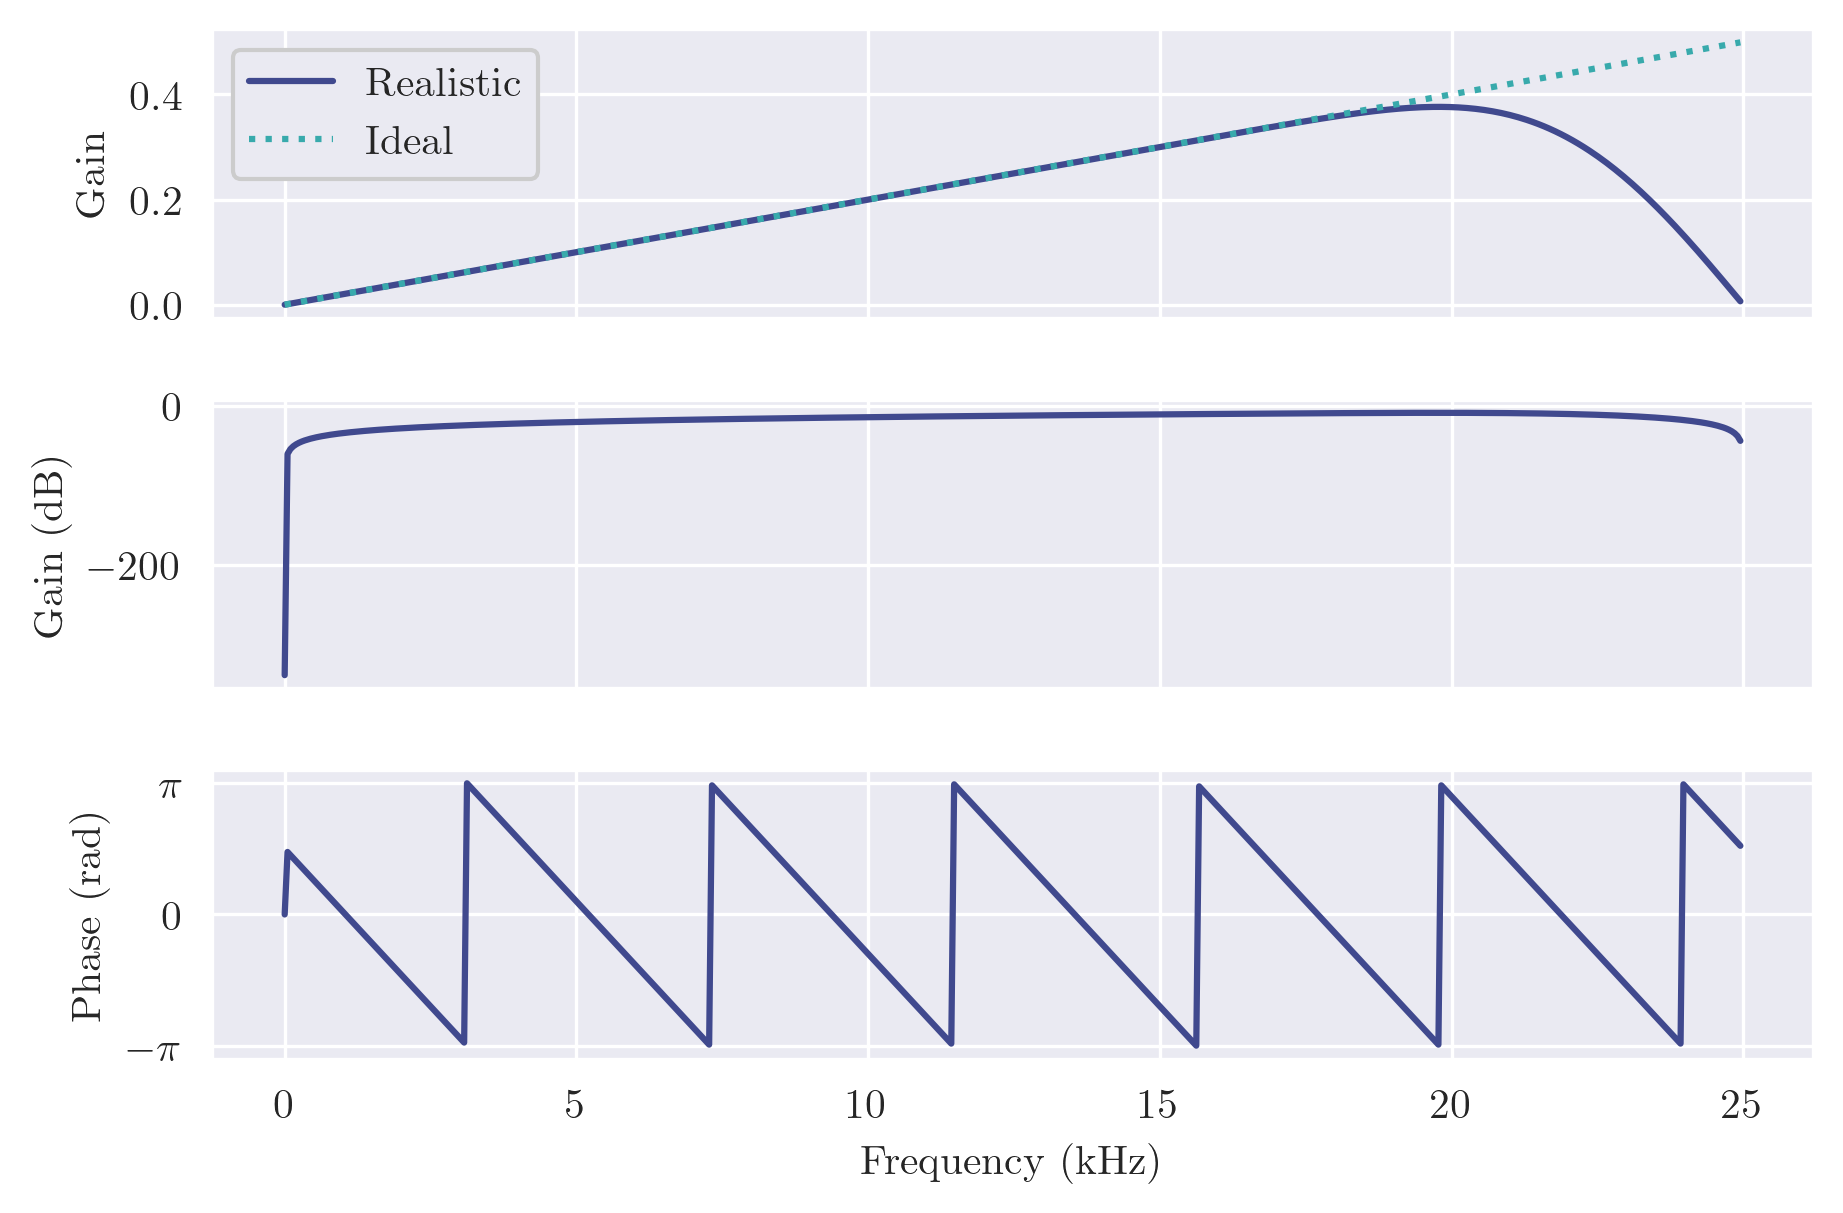 Realistic
Ideal
Gain
0.4
0.2
0.0
Gain (dB)
0
−200
Phase (rad)
π
0
−π
0 5 10 15 20 25
Frequency (kHz)